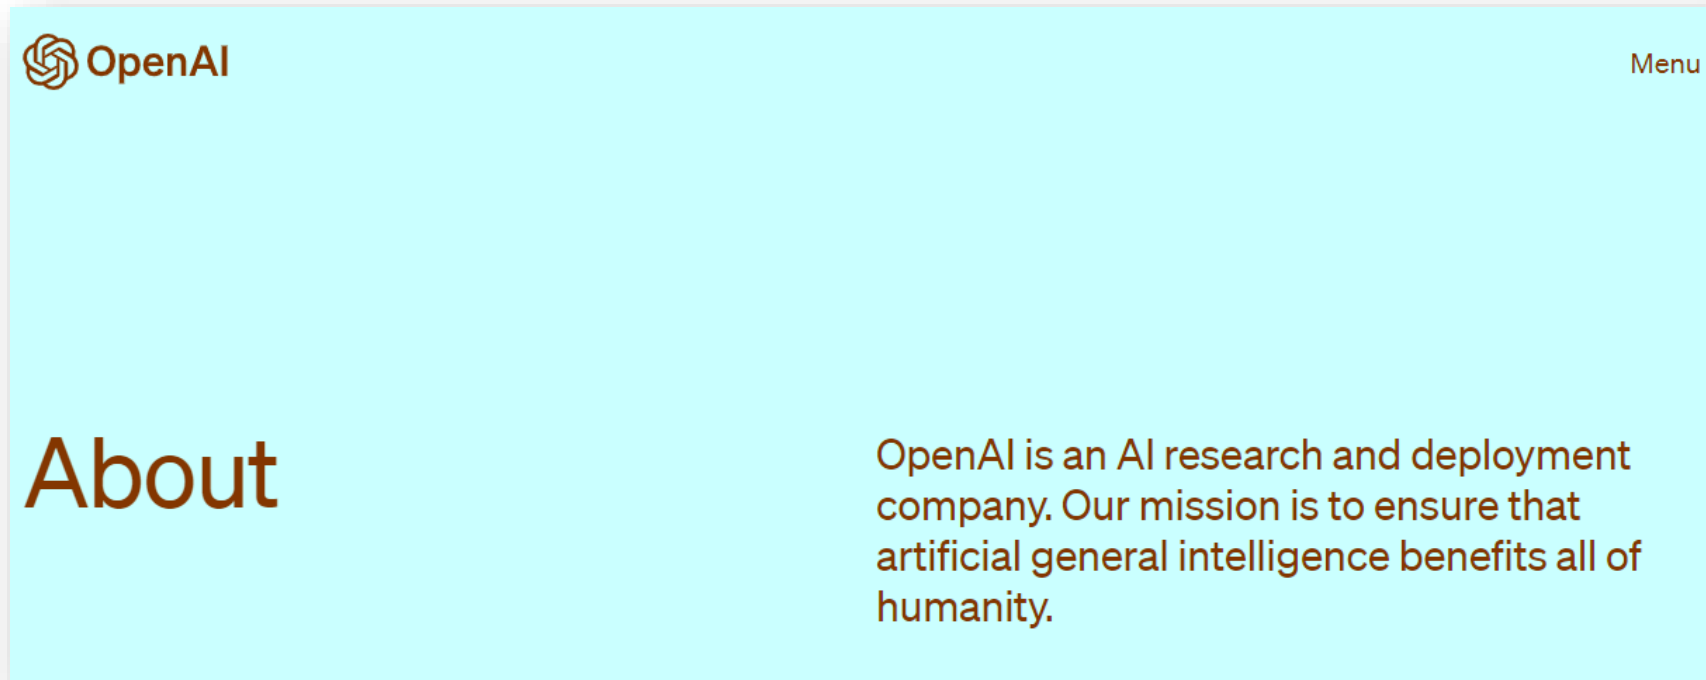 OpenAI
Menu
About
OpenAI is an AI research and deployment
company. Our mission is to ensure that
artificial general intelligence benefits all of
humanity.